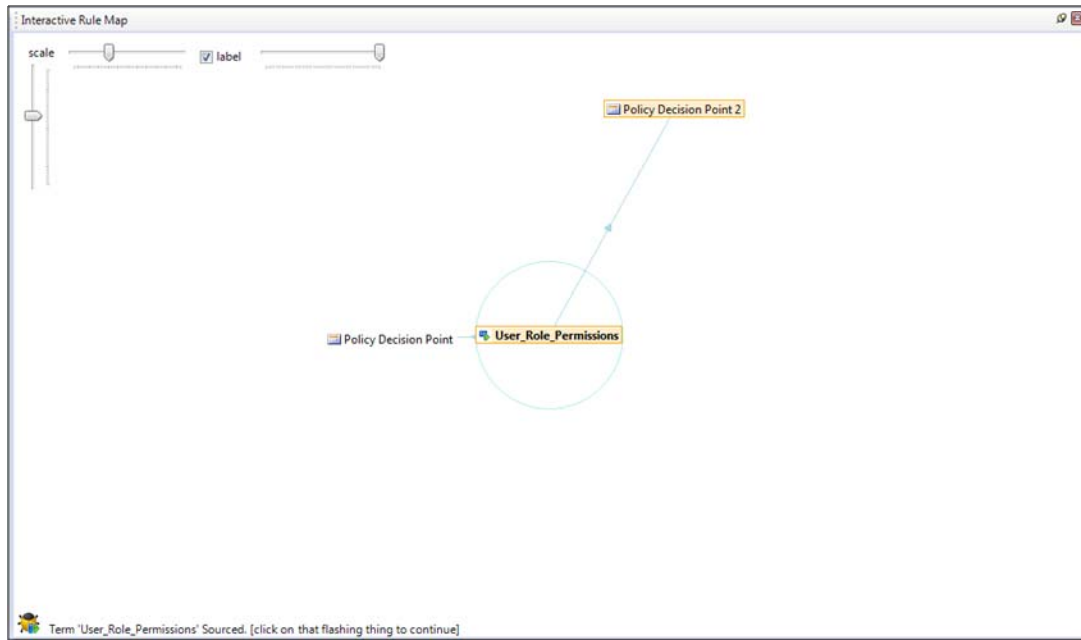 Interactive Rule Map
scale
label
Policy Decision Point 2
Policy Decision Point
User_Role_Permissions
Term 'User_Role_Permissions' Sourced. [click on that flashing thing to continue]